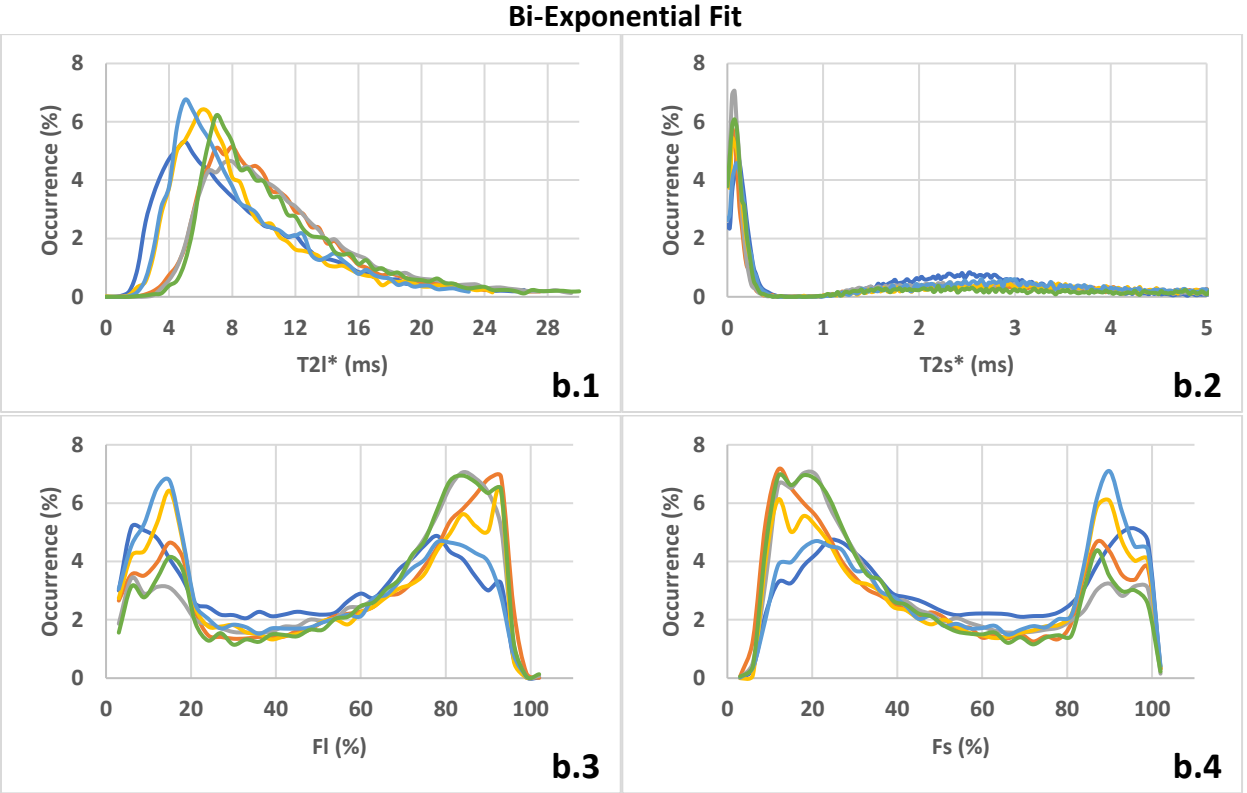 Bi-Exponential Fit
8
6
4
2
0
Occurrence (%)
0 4 8 12 16 20 24 28
T2l* (ms)
b.1
8
6
4
2
0
Occurrence (%)
0 1 2 3 4 5
T2s* (ms)
b.2
8
6
4
2
0
Occurrence (%)
0 20 40 60 80 100
Fl (%)
b.3
8
6
4
2
0
Occurrence (%)
0 20 40 60 80 100
Fs (%)
b.4